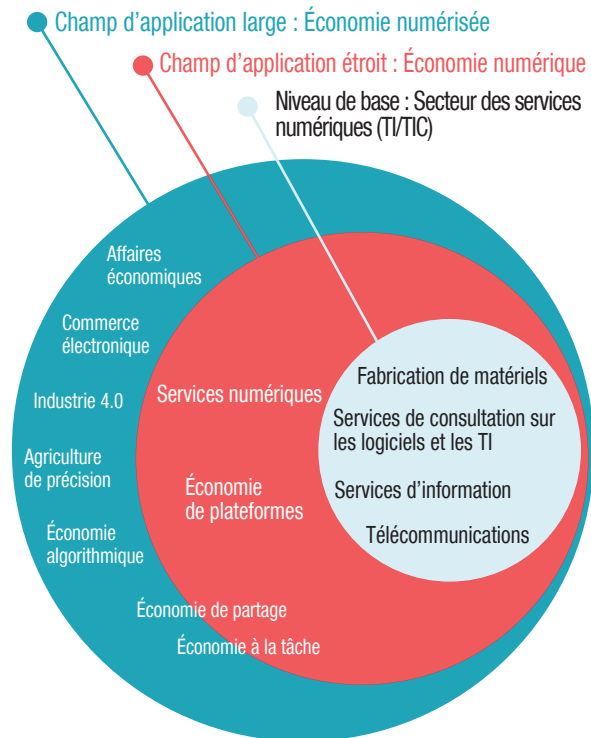 Champ d’application large : Économie numérisée
Champ d’application étroit : Économie numérique
Niveau de base : Secteur des services
numériques (TI/TIC)
Affaires
économiques
Commerce
électronique
Industrie 4.0
Agriculture
de précision
Économie
algorithmique
Services numériques
Économie
de plateformes
Économie de partage
Économie à la tâche
Fabrication de matériels
Services de consultation sur
les logiciels et les TI
Services d’information
Télécommunications